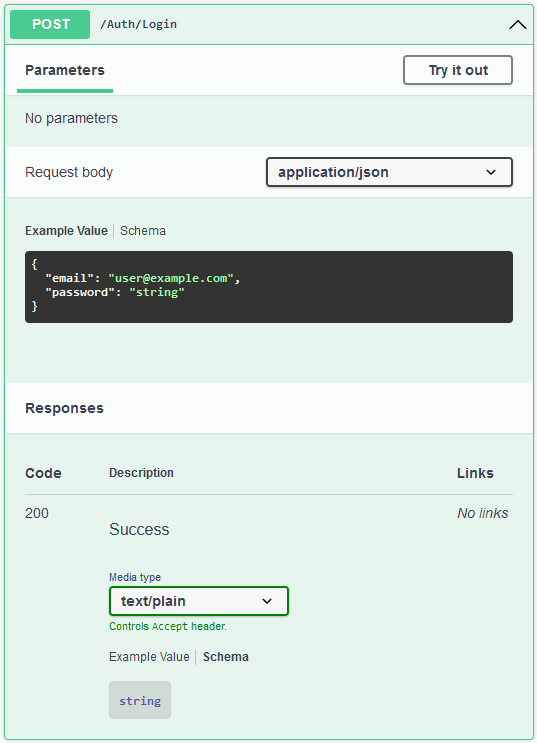 POST /Auth/Login
Parameters Try it out
No parameters
Request body application/json
Example Value Schema
{
"email": "user@example.com",
"password": "string"
}
Responses
Code Description Links
200 No links
Success
Media type
text/plain
Controls Accept header.
Example Value Schema
string